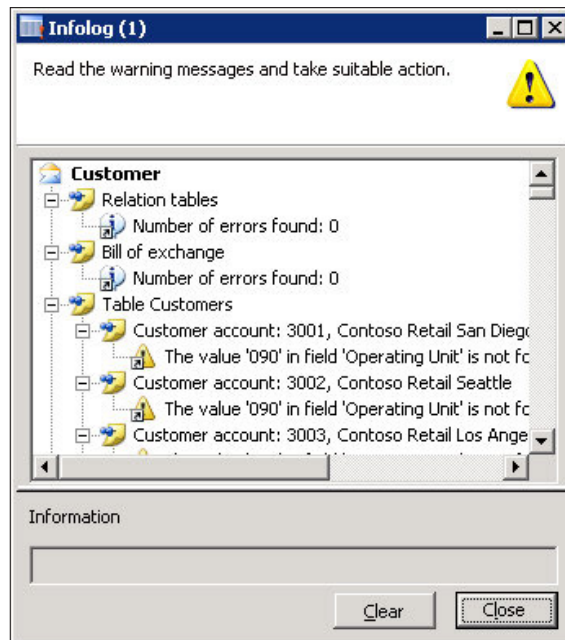 Infolog (1)
Read the warning messages and take suitable action.
Customer
Relation tables
Number of errors found: 0
Bill of exchange
Number of errors found: 0
Table Customers
Customer account: 3001, Contoso Retail San Diego
The value '090' in field 'Operating Unit' is not fo
Customer account: 3002, Contoso Retail Seattle
The value '090' in field 'Operating Unit' is not fo
Customer account: 3003, Contoso Retail Los Ange
Information
Clear Close